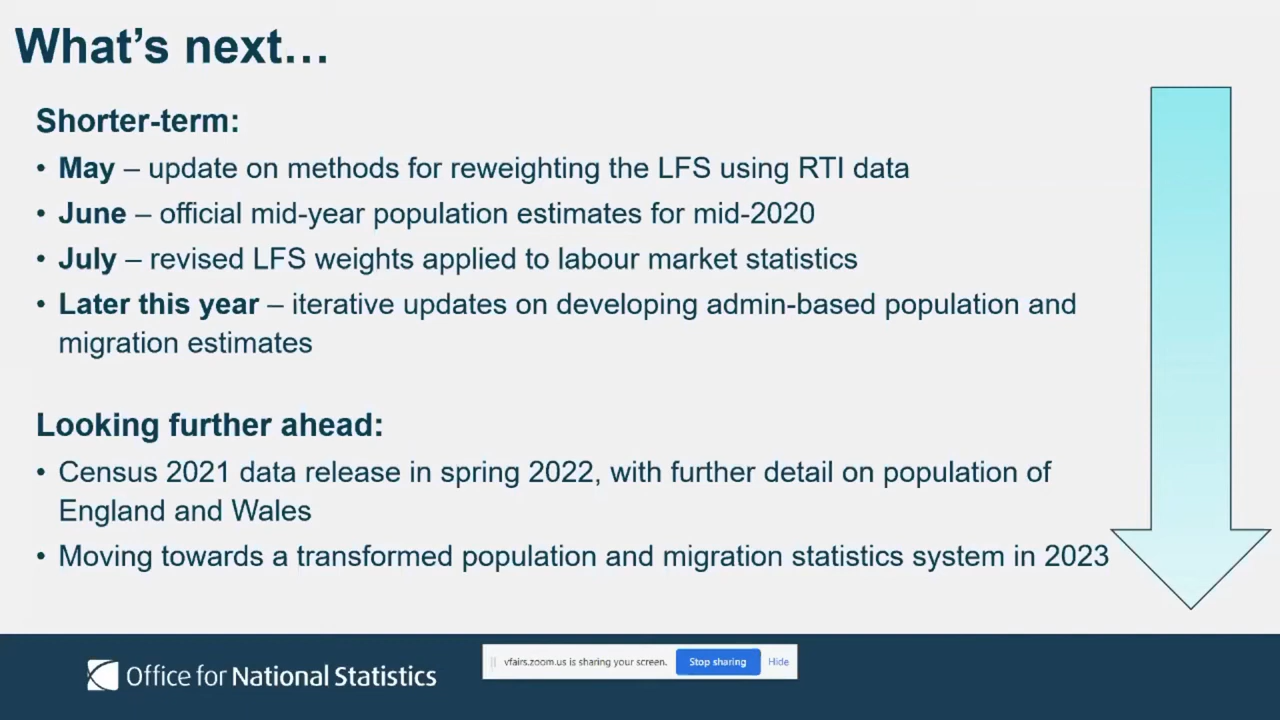 What’s next…
Shorter-term:
• May – update on methods for reweighting the LFS using RTI data
• June – official mid-year population estimates for mid-2020
• July – revised LFS weights applied to labour market statistics
• Later this year – iterative updates on developing admin-based population and
migration estimates
Looking further ahead:
• Census 2021 data release in spring 2022, with further detail on population of
England and Wales
• Moving towards a transformed population and migration statistics system in 2023
Office for National Statistics
vfairs.zoom.us is sharing your screen. Stop sharing Hide